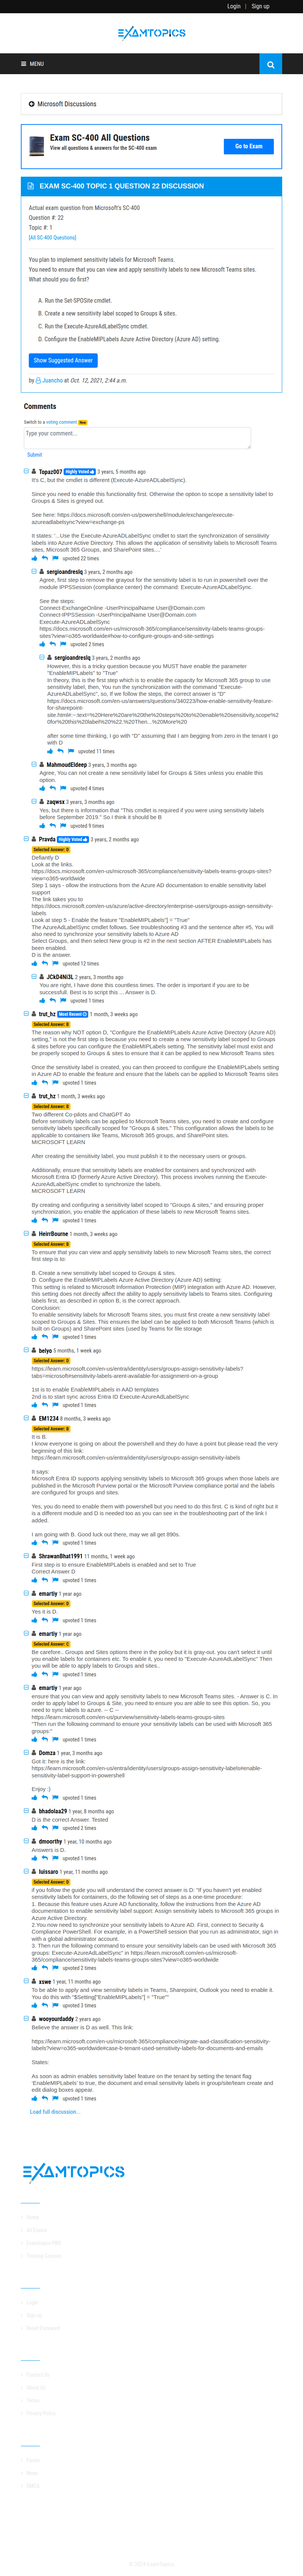 Login | Sign up
EXAMTOPICS
MENU
Microsoft Discussions
Exam SC-400 All Questions
View all questions & answers for the SC-400 exam
Go to Exam
EXAM SC-400 TOPIC 1 QUESTION 22 DISCUSSION
Actual exam question from Microsoft's SC-400
Question #: 22
Topic #: 1
[All SC-400 Questions]
You plan to implement sensitivity labels for Microsoft Teams.
You need to ensure that you can view and apply sensitivity labels to new Microsoft Teams sites.
What should you do first?
A. Run the Set-SPOSite cmdlet.
B. Create a new sensitivity label scoped to Groups & sites.
C. Run the Execute-AzureAdLabelSync cmdlet.
D. Configure the EnableMIPLabels Azure Active Directory (Azure AD) setting.
Show Suggested Answer
by Juancho at Oct. 12, 2021, 2:44 a.m.
Comments
Switch to a voting comment New
Type your comment...
Submit
Topaz007 Highly Voted 3 years, 5 months ago
It's C, but the cmdlet is different (Execute-AzureADLabelSync).
Since you need to enable this functionality first. Otherwise the option to scope a sensitivity label to Groups & Sites is grayed out.
See here: https://docs.microsoft.com/en-us/powershell/module/exchange/execute-
azureadlabelsync?view=exchange-ps
It states: '...Use the Execute-AzureAdLabelSync cmdlet to start the synchronization of sensitivity
labels into Azure Active Directory. This allows the application of sensitivity labels to Microsoft Teams
sites, Microsoft 365 Groups, and SharePoint sites....'
upvoted 22 times
sergioandreslq 3 years, 2 months ago
Agree, first step to remove the grayout for the sensitivity label is to run in powershell over the module IPPSSession (compliance center) the command: Execute-AzureAdLabelSync.
See the steps:
Connect-ExchangeOnline -UserPrincipalName User@Domain.com
Connect-IPPSSession -UserPrincipalName User@Domain.com
Execute-AzureADLabelSync
https://docs.microsoft.com/en-us/microsoft-365/compliance/sensitivity-labels-teams-groups-
sites?view=o365-worldwide#how-to-configure-groups-and-site-settings
upvoted 2 times
sergioandreslq 3 years, 2 months ago
However, this is a tricky question because you MUST have enable the parameter
"EnableMIPLabels" to "True"
In theory, this is the first step which is to enable the capacity for Microsoft 365 group to use sensitivity label, then, You run the synchronization with the command "Execute-
AzureADLabelSync", so, if we follow the steps, the correct answer is "D"
https://docs.microsoft.com/en-us/answers/questions/340223/how-enable-sensitivity-feature-
for-sharepoint-
site.html#:~:text=%20Here%20are%20the%20steps%20to%20enable%20sensitivity,scope%2
0for%20this%20label%20to%22.%20Then...%20More%20
after some time thinking, I go with "D" assuming that I am begging from zero in the tenant I go with D
upvoted 11 times
MahmoudEldeep 3 years, 3 months ago
Agree, You can not create a new sensitivity label for Groups & Sites unless you enable this option.
upvoted 4 times
zaqwsx 3 years, 2 months ago
Yes, but there is information that "This cmdlet is required if you were using sensitivity labels before September 2019." So I think it should be B
upvoted 9 times
Pravda Highly Voted 3 years, 2 months ago
Selected Answer: D
Defiantly D
Look at the links.
https://docs.microsoft.com/en-us/microsoft-365/compliance/sensitivity-labels-teams-groups-sites?
view=o365-worldwide
Step 1 says - ollow the instructions from the Azure AD documentation to enable sensitivity label support
The link takes you to
https://docs.microsoft.com/en-us/azure/active-directory/enterprise-users/groups-assign-sensitivity-
labels
Look at step 5 - Enable the feature "EnableMIPLabels"] = "True"
The AzureAdLabelSync cmdlet follows. See troubleshooting #3 and the sentence after #5, You will also need to synchronize your sensitivity labels to Azure AD
Select Groups, and then select New group is #2 in the next section AFTER EnableMIPLabels has been enabled.
D is the answer.
upvoted 12 times
JCkD4Ni3L 2 years, 3 months ago
You are right, I have done this countless times. The order is important if you are to be successfull. Best is to script this ... Answer is D.
upvoted 1 times
trut_hz Most Recent 1 month, 3 weeks ago
Selected Answer: B
The reason why NOT option D, "Configure the EnableMIPLabels Azure Active Directory (Azure AD) setting," is not the first step is because you need to have a sensitivity label scoped to Groups & sites before you can configure the EnableMIPLabels setting. The sensitivity labels and their scopes must be properly scoped to Groups & sites to ensure that it can be applied to new Microsoft Teams sites
Once the sensitivity label is created, you can then proceed to configure the EnableMIPLabels setting in Azure AD to enable the feature and ensure that the labels can be applied to Microsoft Teams sites
upvoted 1 times
trut_hz 1 month, 3 weeks ago
Selected Answer: B
Two different Co-pilots and ChatGPT 4o
Before sensitivity labels can be applied to Microsoft Teams sites, you need to create and configure sensitivity labels that are scoped specifically for "Groups & sites." This configuration allows the labels to be applicable to containers like Teams, Microsoft 365 groups, and SharePoint sites.
MICROSOFT LEARN
After creating the sensitivity label, you must publish it to the necessary users or groups.
Additionally, ensure that sensitivity labels are enabled for containers and synchronize labels with Microsoft Entra ID (formerly Azure Active Directory). This process involves running the Execute-
AzureAdLabelSync cmdlet to synchronize the labels.
MICROSOFT LEARN
By creating and configuring a sensitivity label scoped to "Groups & sites," and ensuring proper synchronization, you enable the application of these labels to new Microsoft Teams sites.
upvoted 1 times
HeirrBourne 1 month, 3 weeks ago
Selected Answer: B
To ensure that you can view and apply sensitivity labels to new Microsoft Teams sites, the correct first step is to:
B. Create a new sensitivity label scoped to Groups & sites.
D. Configure the EnableMIPLabels Azure Active Directory (Azure AD) setting:
This setting is related to Microsoft Information Protection (MIP) integration with Azure AD. However, this setting does not directly affect the ability to apply sensitivity labels to Teams sites. Configuring labels first, as described in option B, is the correct approach.
Conclusion:
To enable sensitivity labels for Microsoft Teams sites, you must first create a new sensitivity label scoped to Groups & Sites. This ensures the label can be applied to both Microsoft Teams (which is built on Groups) and SharePoint sites (used by Teams for file storage
upvoted 1 times
belyo 5 months, 1 week ago
Selected Answer: D
https://learn.microsoft.com/en-us/entra/identity/users/groups-assign-sensitivity-labels?
tabs=microsoft#sensitivity-labels-arent-available-for-assignment-on-a-group
1st is to enable EnableMIPLabels in AAD templates
2nd is to start sync across Entra ID Execute-AzureAdLabelSync
upvoted 1 times
EM1234 8 months, 3 weeks ago
Selected Answer: B
It is B.
I know everyone is going on about the powershell and they do have a point but please read the very beginning of this link:
https://learn.microsoft.com/en-us/entra/identity/users/groups-assign-sensitivity-labels
It says:
Microsoft Entra ID supports applying sensitivity labels to Microsoft 365 groups when those labels are published in the Microsoft Purview portal or the Microsoft Purview compliance portal and the labels are configured for groups and sites.
Yes, you do need to enable them with powershell but you need to do this first. C is kind of right but it is a different module and D is needed too as you can see in the troubleshooting part of the link I added.
I am going with B. Good luck out there, may we all get 890s.
upvoted 1 times
ShrawanBhat1991 11 months, 1 week ago
First step is to ensure EnableMIPLabels is enabled and set to True
Correct Answer D
upvoted 1 times
emartiy 1 year ago
Selected Answer: D
Yes it is D.
upvoted 1 times
emartiy 1 year ago
Selected Answer: C
Be carefore.. Groups and Sites options there in the policy but it is gray-out. you can't select it until you enable labels for containers etc. To enable it, you need to "Execute-AzureAdLabelSync" Then you will be able to apply labels to Groups and sites..
upvoted 1 times
emartiy 1 year ago
ensure that you can view and apply sensitivity labels to new Microsoft Teams sites. - Answer is C. In order to apply label to Groups & Site, you need to ensure you are able to see this option. So, you need to sync labels to azure. -- C --
https://learn.microsoft.com/en-us/purview/sensitivity-labels-teams-groups-sites
"Then run the following command to ensure your sensitivity labels can be used with Microsoft 365 groups:"
upvoted 1 times
Domza 1 year, 3 months ago
Got it: here is the link:
https://learn.microsoft.com/en-us/entra/identity/users/groups-assign-sensitivity-labels#enable-
sensitivity-label-support-in-powershell
Enjoy :)
upvoted 1 times
bhadolaa29 1 year, 8 months ago
D is the correct Answer. Tested
upvoted 2 times
dmoorthy 1 year, 10 months ago
Answers is D.
upvoted 1 times
luissaro 1 year, 11 months ago
Selected Answer: D
if you follow the guide you will understand the correct answer is D: "If you haven't yet enabled sensitivity labels for containers, do the following set of steps as a one-time procedure:
1. Because this feature uses Azure AD functionality, follow the instructions from the Azure AD documentation to enable sensitivity label support: Assign sensitivity labels to Microsoft 365 groups in Azure Active Directory.
2.You now need to synchronize your sensitivity labels to Azure AD. First, connect to Security & Compliance PowerShell. For example, in a PowerShell session that you run as administrator, sign in with a global administrator account.
3. Then run the following command to ensure your sensitivity labels can be used with Microsoft 365 groups: Execute-AzureAdLabelSync" in https://learn.microsoft.com/en-us/microsoft-
365/compliance/sensitivity-labels-teams-groups-sites?view=o365-worldwide
upvoted 2 times
xswe 1 year, 11 months ago
To be able to apply and view sensitivity labels in Teams, Sharepoint, Outlook you need to enable it. You do this with "$Setting["EnableMIPLabels"] = "True""
upvoted 3 times
wooyourdaddy 2 years ago
Believe the answer is D as well. This link:
https://learn.microsoft.com/en-us/microsoft-365/compliance/migrate-aad-classification-sensitivity-
labels?view=o365-worldwide#case-b-tenant-used-sensitivity-labels-for-documents-and-emails
States:
As soon as admin enables sensitivity label feature on the tenant by setting the tenant flag 'EnableMIPLabels' to true, the document and email sensitivity labels in group/site/team create and edit dialog boxes appear.
upvoted 1 times
Load full discussion...
EXAMTOPICS